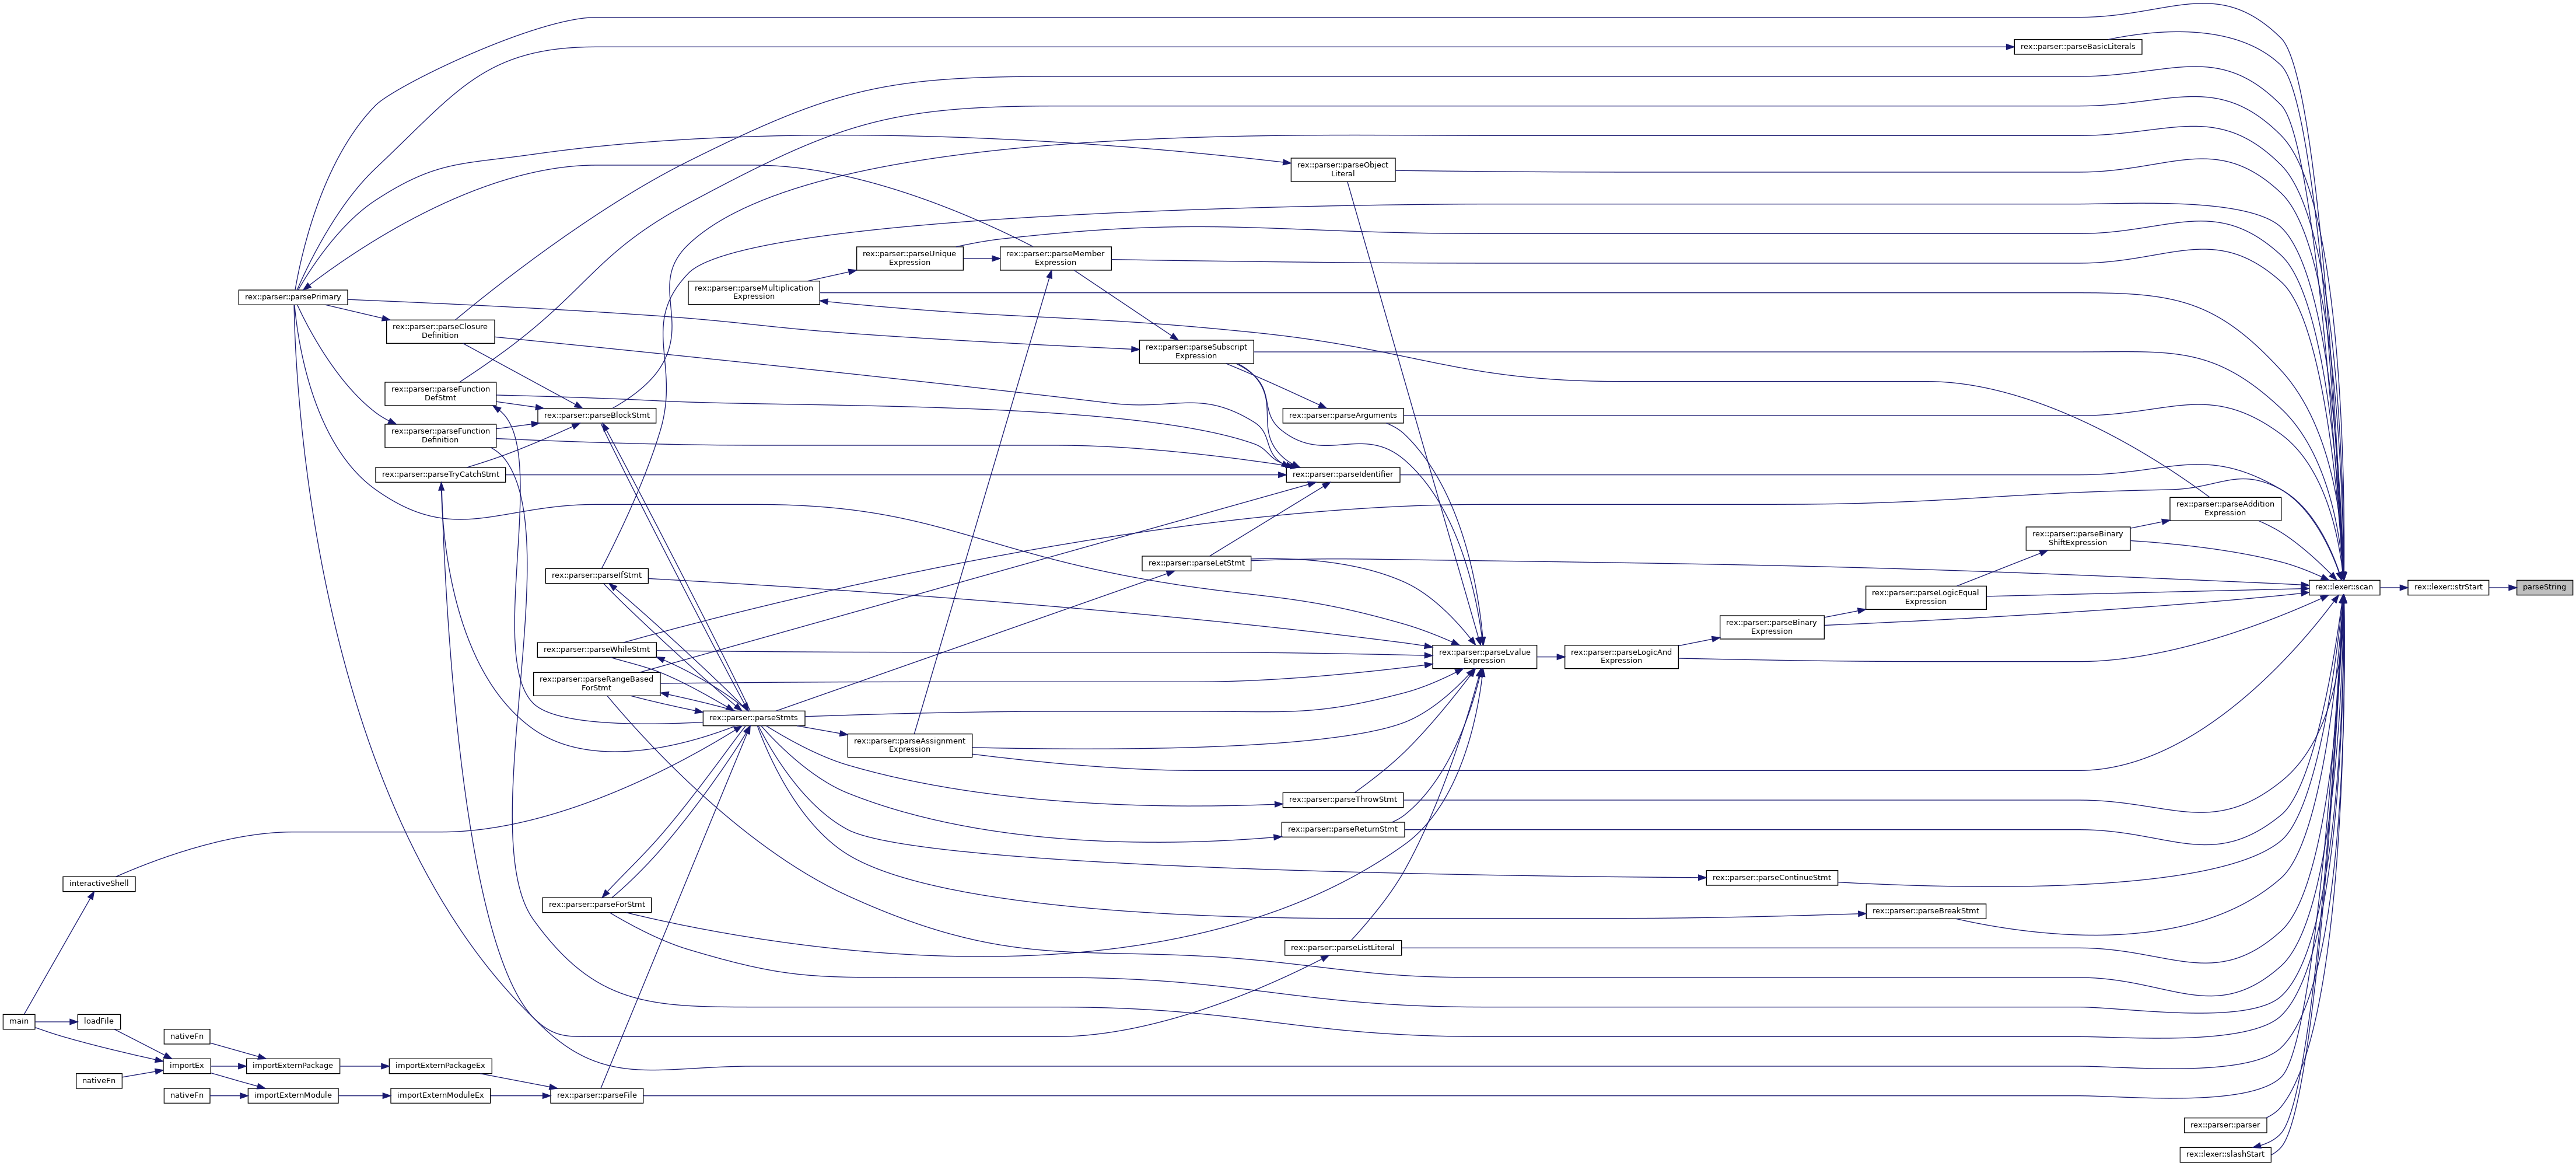 rex::parser::parseBasicLiterals
rex::parser::parseObject
Literal
rex::parser::parseUnique
Expression
rex::parser::parseMember
Expression
rex::parser::parseMultiplication
Expression
rex::parser::parsePrimary
rex::parser::parseClosure
Definition
rex::parser::parseSubscript
Expression
rex::parser::parseFunction
DefStmt
rex::parser::parseBlockStmt
rex::parser::parseArguments
rex::parser::parseFunction
Definition
rex::parser::parseTryCatchStmt
rex::parser::parseIdentifier
rex::parser::parseAddition
Expression
rex::parser::parseBinary
ShiftExpression
rex::parser::parseLetStmt
rex::parser::parseIfStmt
rex::lexer::scan
rex::lexer::strStart
parseString
rex::parser::parseLogicEqual
Expression
rex::parser::parseBinary
Expression
rex::parser::parseWhileStmt
rex::parser::parseLvalue
Expression
rex::parser::parseLogicAnd
Expression
rex::parser::parseRangeBased
ForStmt
rex::parser::parseStmts
rex::parser::parseAssignment
Expression
rex::parser::parseThrowStmt
rex::parser::parseReturnStmt
rex::parser::parseContinueStmt
interactiveShell
rex::parser::parseForStmt
rex::parser::parseBreakStmt
rex::parser::parseListLiteral
main
loadFile
nativeFn
importEx
importExternPackage
importExternPackageEx
nativeFn
nativeFn
importExternModule
importExternModuleEx
rex::parser::parseFile
rex::parser::parser
rex::lexer::slashStart